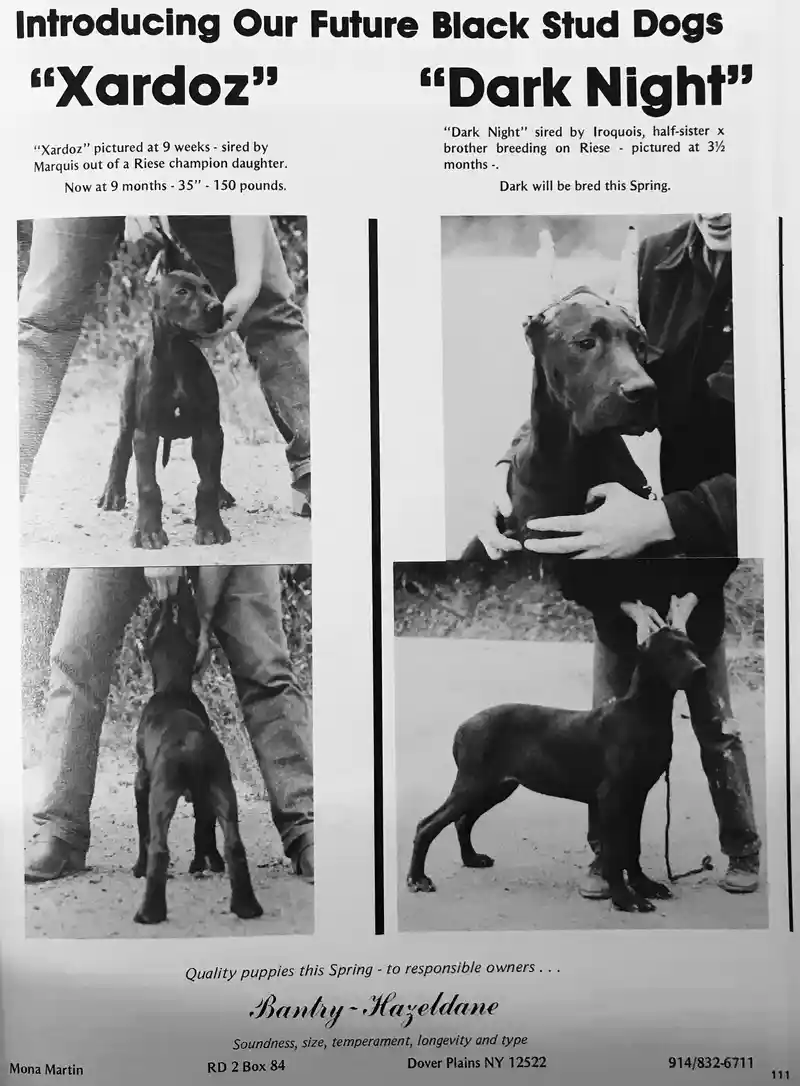 Introducing Our Future Black Stud Dogs
“Xardoz”
“Xardoz” pictured at 9 weeks - sired by
Marquis out of a Riese champion daughter.
Now at 9 months - 35” - 150 pounds.
“Dark Night”
“Dark Night” sired by Iroquois, half-sister x
brother breeding on Riese - pictured at 3½
months -.
Dark will be bred this Spring.
Quality puppies this Spring - to responsible owners . . .
Bantry-Hazeldane
Soundness, size, temperament, longevity and type
Mona Martin RD 2 Box 84 Dover Plains NY 12522 914/832-6711
111